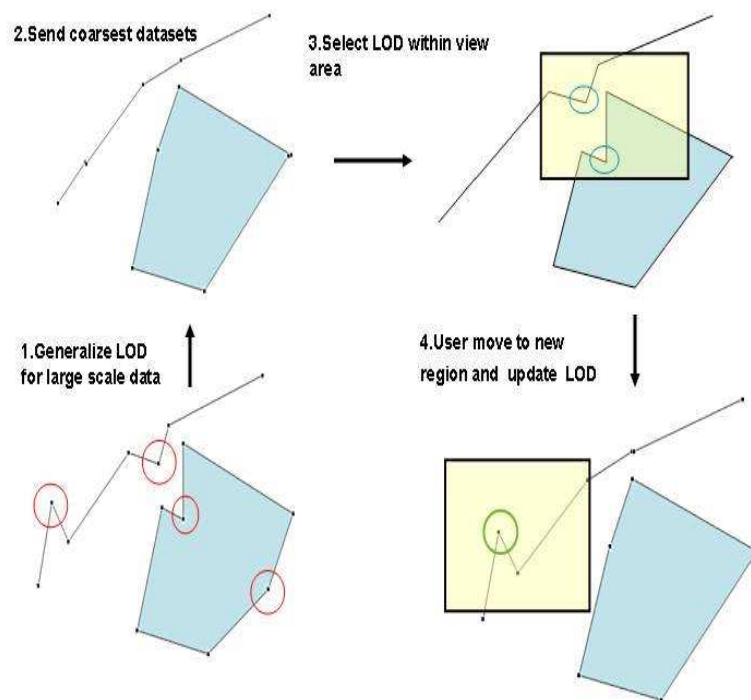 2.Send coarsest datasets
3.Select LOD within view
area
1.Generalize LOD
for large scale data
4.User move to new
region and update LOD